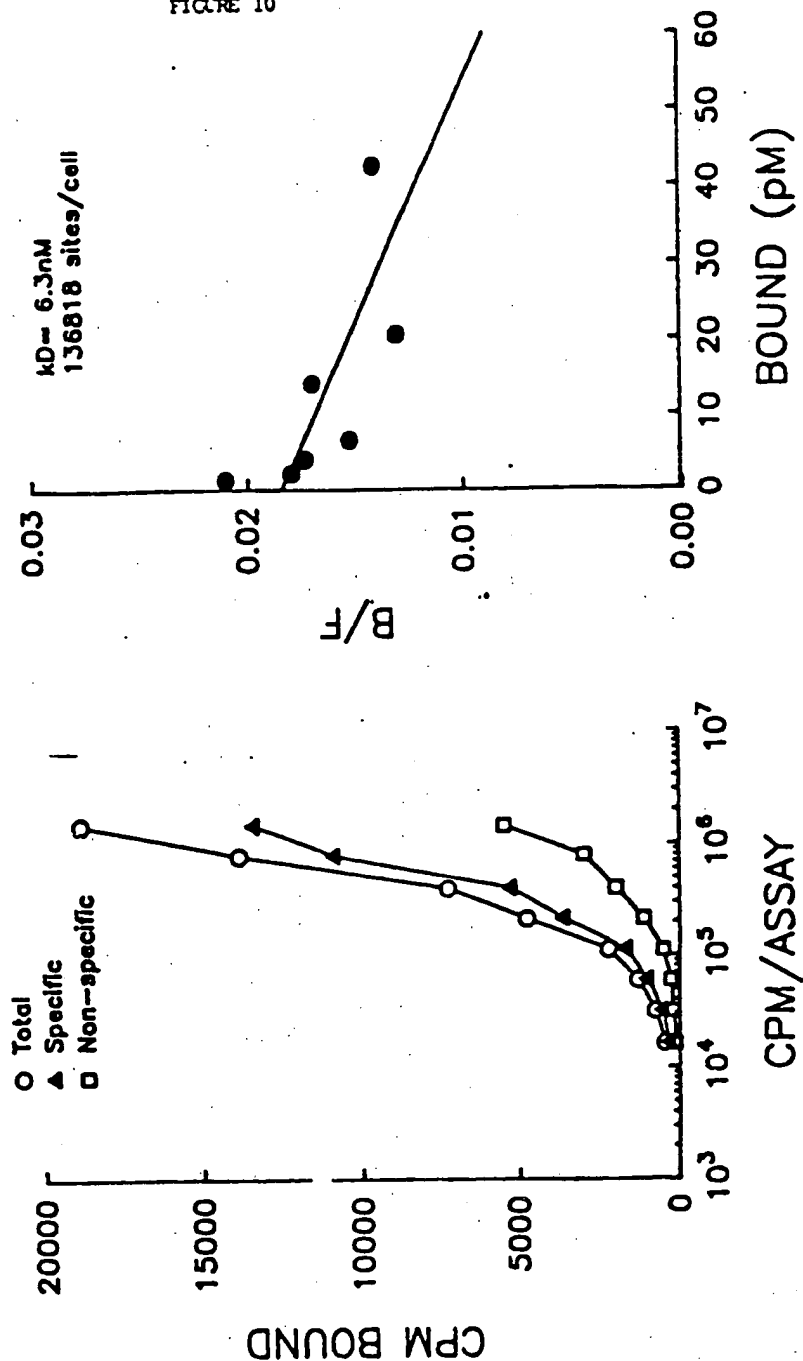 FIGURE 10
O Total
▲ Specific
□ Non-specific
CPM BOUND
20000
15000
10000
5000
0
10³ 10⁴ 10⁵ 10⁶ 10⁷
CPM/ASSAY
kD= 6.3nM
136818 sites/cell
B/F
0.03
0.02
0.01
0.00
0 10 20 30 40 50 60
BOUND (pM)